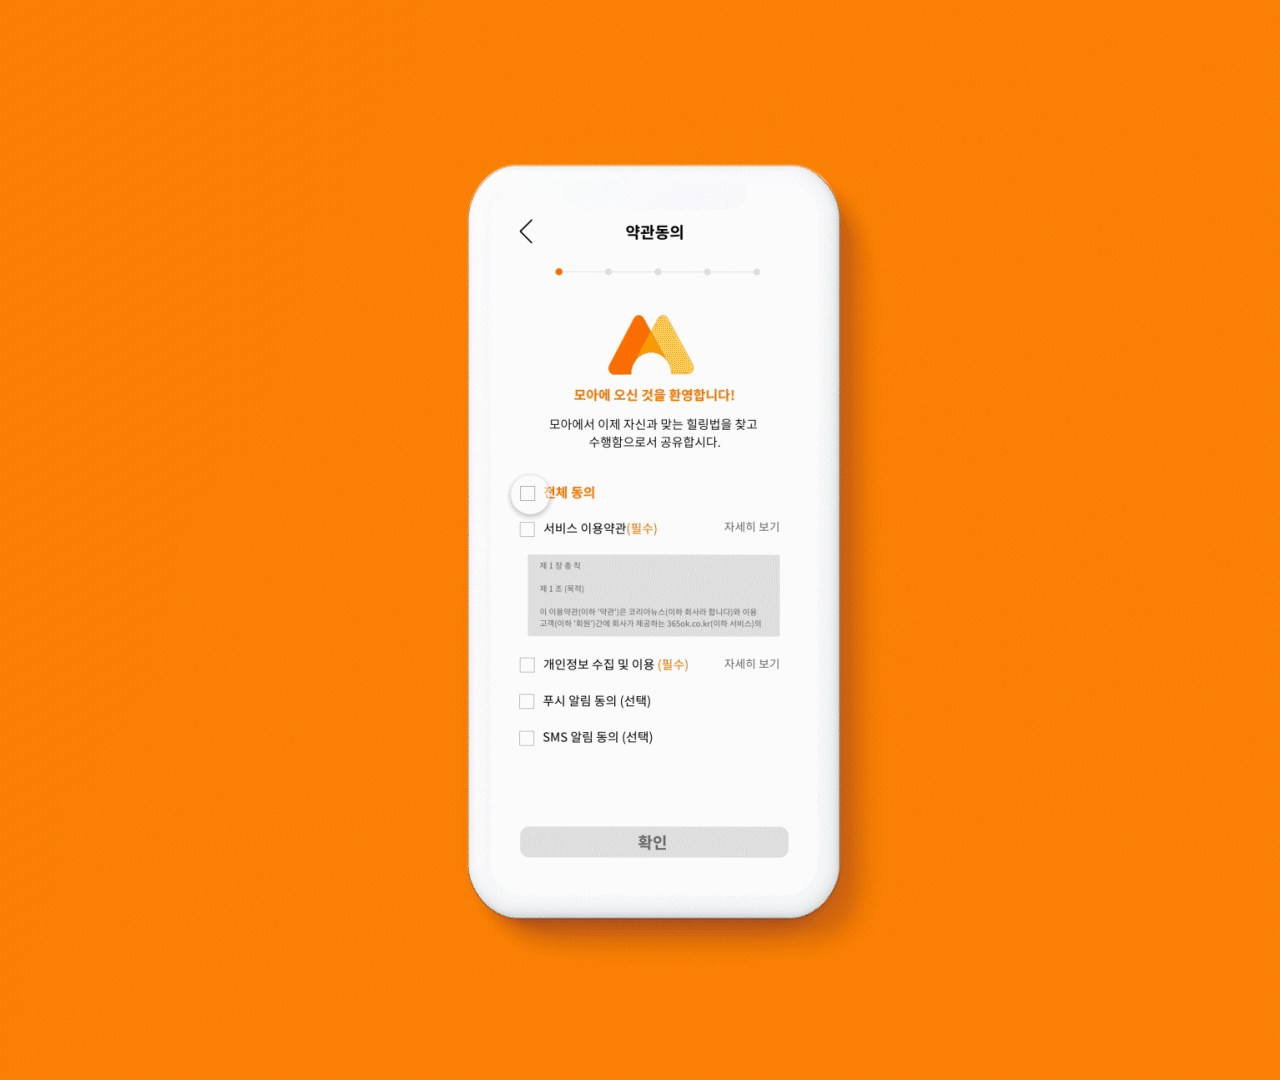 약관동의
모아에 오신 것을 환영합니다!
모아에서 이제 자신과 맞는 힐링법을 찾고
수행함으로서 공유합시다.
전체 동의
서비스 이용약관(필수) 자세히 보기
제 1 장 총 칙
제 1 조 (목적)
이 이용약관(이하 '약관')은 코리아뉴스(이하 회사라 합니다)와 이용
고객(이하 '회원')간에 회사가 제공하는 365ok.co.kr(이하 서비스)의
개인정보 수집 및 이용 (필수) 자세히 보기
푸시 알림 동의 (선택)
SMS 알림 동의 (선택)
확인